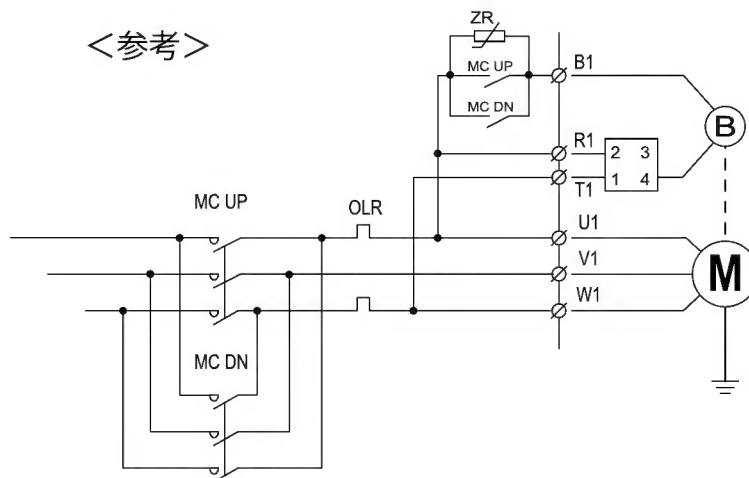 <参考>
ZR
MC UP
MC DN
B1
B
R1
2 3
1 4
T1
MC UP
OLR
U1
V1
M
W1
MC DN